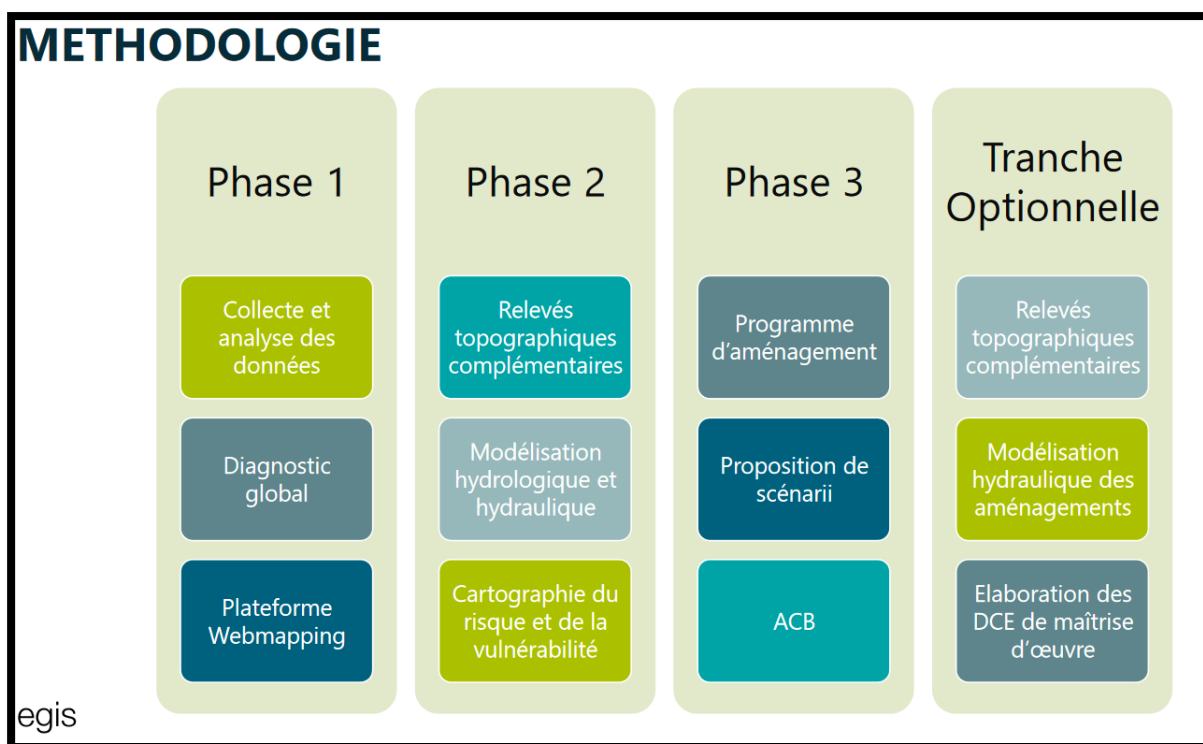 METHODOLOGIE
Phase 1
Collecte et
analyse des
données
Diagnostic
global
Plateforme
Webmapping
Phase 2
Relevés
topographiques
complémentaires
Modélisation
hydrologique et
hydraulique
Cartographie du
risque et de la
vulnérabilité
Phase 3
Programme
d’aménagement
Proposition de
scénarii
ACB
Tranche
Optionnelle
Relevés
topographiques
complémentaires
Modélisation
hydraulique des
aménagements
Elaboration des
DCE de maîtrise
d’œuvre
egis